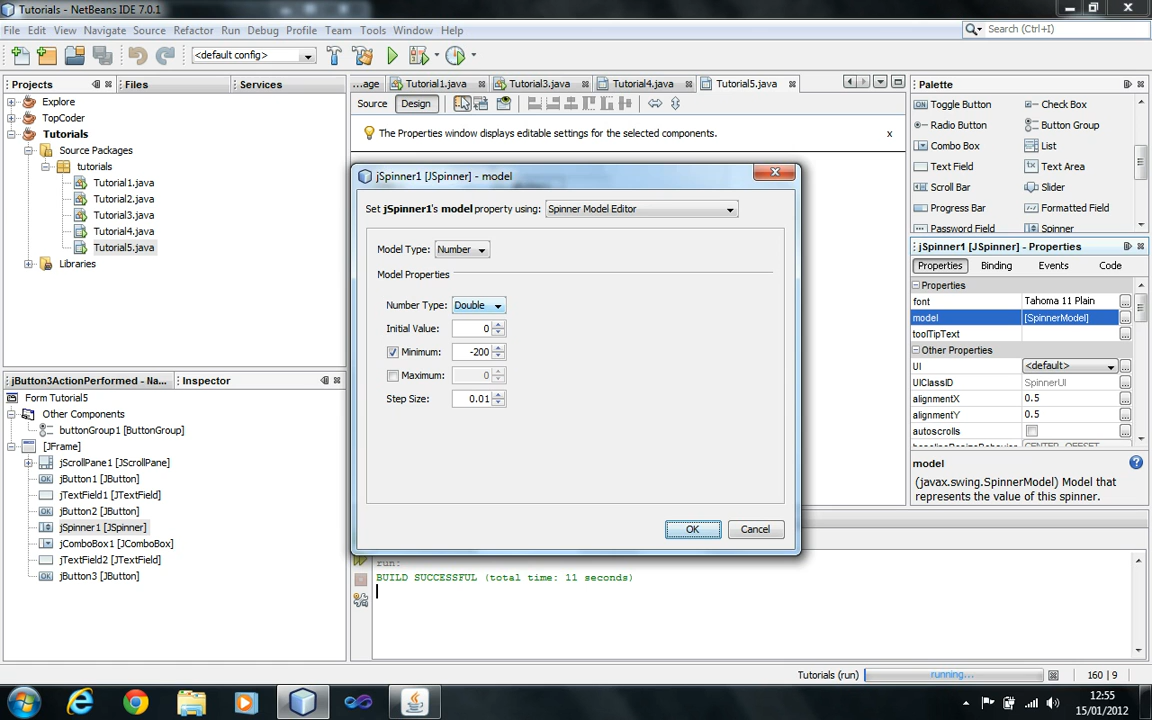 Tutorials - NetBeans IDE 7.0.1
File Edit View Navigate Source Refactor Run Debug Profile Team Tools Window Help
Search (Ctrl+I)
<default config>
Projects
Files
Services
Explore
TopCoder
Tutorials
Source Packages
tutorials
Tutorial1.java
Tutorial2.java
Tutorial3.java
Tutorial4.java
Tutorial5.java
Libraries
jButton3ActionPerformed - Na...
Inspector
Form Tutorial5
Other Components
buttonGroup1 [ButtonGroup]
[JFrame]
jScrollPane1 [JScrollPane]
jButton1 [JButton]
jTextField1 [JTextField]
jButton2 [JButton]
jSpinner1 [JSpinner]
jComboBox1 [JComboBox]
jTextField2 [JTextField]
jButton3 [JButton]
...age
Tutorial1.java
Tutorial3.java
Tutorial4.java
Tutorial5.java
Source
Design
The Properties window displays editable settings for the selected components.
x
jSpinner1 [JSpinner] - model
Set jSpinner1's model property using: Spinner Model Editor
Model Type: Number
Model Properties
Number Type: Double
Initial Value: 0
Minimum: -200
Maximum: 0
Step Size: 0.01
OK
Cancel
run:
BUILD SUCCESSFUL (total time: 11 seconds)
Palette
Toggle Button
Check Box
Radio Button
Button Group
Combo Box
List
Text Field
Text Area
Scroll Bar
Slider
Progress Bar
Formatted Field
Password Field
Spinner
jSpinner1 [JSpinner] - Properties
Properties
Binding
Events
Code
Properties
font Tahoma 11 Plain
model [SpinnerModel]
toolTipText
Other Properties
UI <default>
UIClassID SpinnerUI
alignmentX 0.5
alignmentY 0.5
autoscrolls
model
(javax.swing.SpinnerModel) Model that
represents the value of this spinner.
Tutorials (run)
running...
160 | 9
12:55
15/01/2012